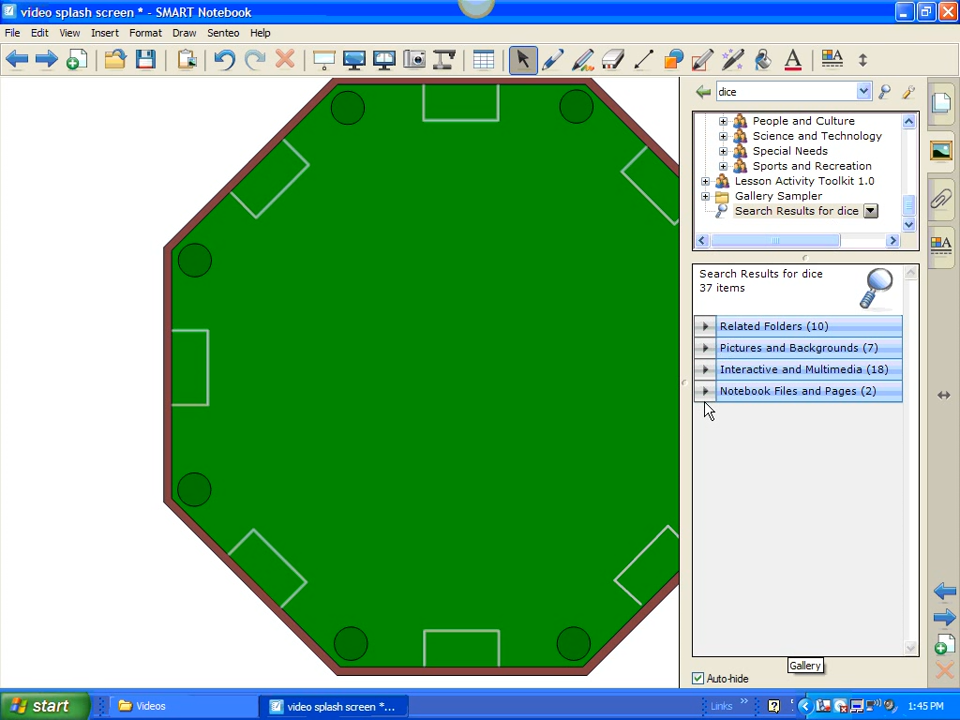 video splash screen * - SMART Notebook
File Edit View Insert Format Draw Senteo Help
dice
People and Culture
Science and Technology
Special Needs
Sports and Recreation
Lesson Activity Toolkit 1.0
Gallery Sampler
Search Results for dice
Search Results for dice
37 items
Related Folders (10)
Pictures and Backgrounds (7)
Interactive and Multimedia (18)
Notebook Files and Pages (2)
Gallery
Auto-hide
start Videos video splash screen *... Links » 1:45 PM